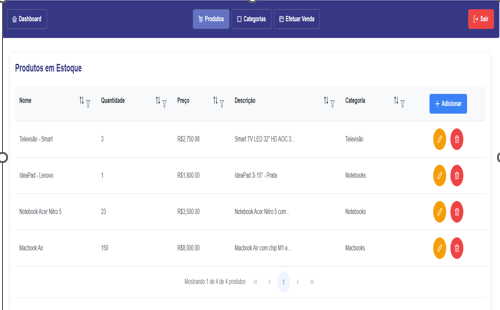 Dashboard Produtos Categorias Efetuar Venda Sair
Produtos em Estoque
Nome Quantidade Preço Descrição Categoria + Adicionar
Televisão - Smart 3 R$2,750.98 Smart TV LED 32" HD AOC 3... Televisão
IdeaPad - Lenovo 1 R$1,800.00 IdeaPad 3i 15" - Prata Notebooks
Notebook Acer Nitro 5 23 R$3,500.00 Notebook Acer Nitro 5 com... Notebooks
Macbook Air 150 R$8,000.00 Macbook Air com chip M1 e... Macbooks
Mostrando 1 de 4 de 4 produtos « ‹ 1 › »